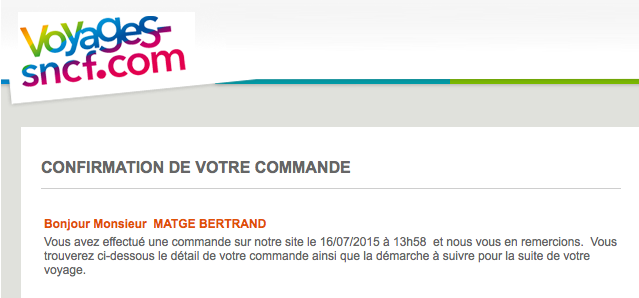 Voyages-
sncf.com
CONFIRMATION DE VOTRE COMMANDE
Bonjour Monsieur MATGE BERTRAND
Vous avez effectué une commande sur notre site le 16/07/2015 à 13h58 et nous vous en remercions. Vous
trouverez ci-dessous le détail de votre commande ainsi que la démarche à suivre pour la suite de votre
voyage.